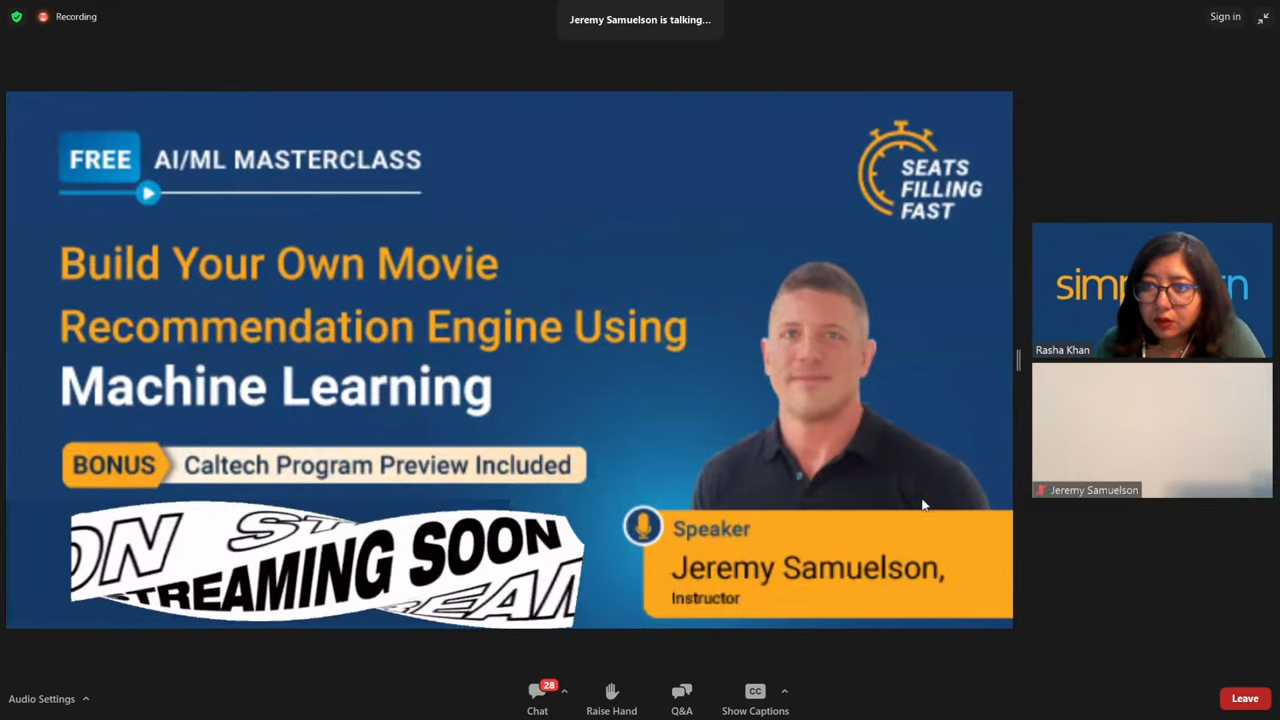 Recording
Jeremy Samuelson is talking...
Sign in
FREE AI/ML MASTERCLASS
SEATS
FILLING
FAST
Build Your Own Movie
Recommendation Engine Using
Machine Learning
BONUS Caltech Program Preview Included
STREAMING SOON
Speaker
Jeremy Samuelson,
Instructor
Rasha Khan
Jeremy Samuelson
Audio Settings
28
Chat
Raise Hand
Q&A
CC
Show Captions
Leave